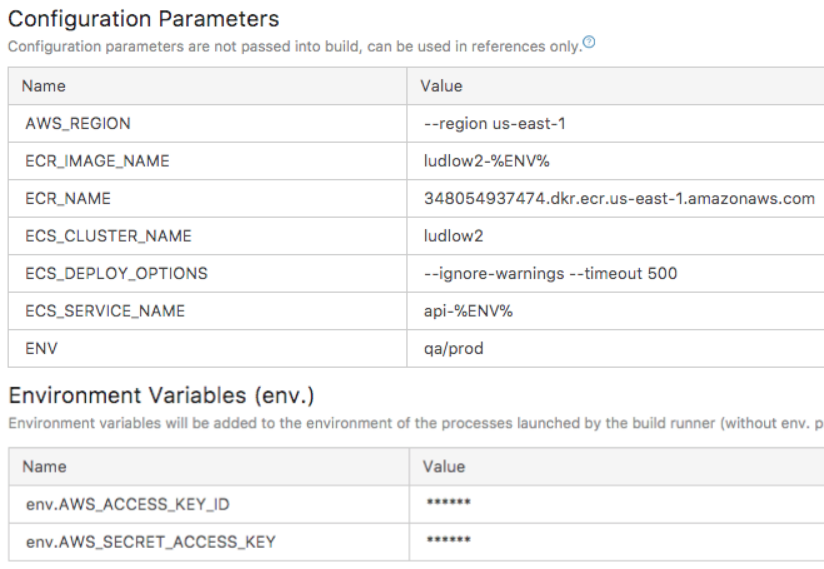 Configuration Parameters
Configuration parameters are not passed into build, can be used in references only.
Name Value
AWS_REGION --region us-east-1
ECR_IMAGE_NAME ludlow2-%ENV%
ECR_NAME 348054937474.dkr.ecr.us-east-1.amazonaws.com
ECS_CLUSTER_NAME ludlow2
ECS_DEPLOY_OPTIONS --ignore-warnings --timeout 500
ECS_SERVICE_NAME api-%ENV%
ENV qa/prod
Environment Variables (env.)
Environment variables will be added to the environment of the processes launched by the build runner (without env. p
Name Value
env.AWS_ACCESS_KEY_ID ******
env.AWS_SECRET_ACCESS_KEY ******